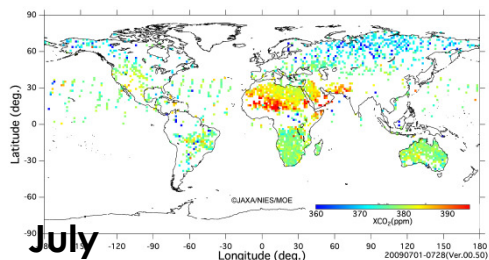 90
60
30
0
-30
-60
-90
Latitude (deg.)
©JAXA/NIES/MOE
360 370 380 390
XCO₂(ppm)
-120 -90 -60 -30 0 30 60 90 120 150 180
July
Longitude (deg.)
20090701-0728(Ver.00.50)